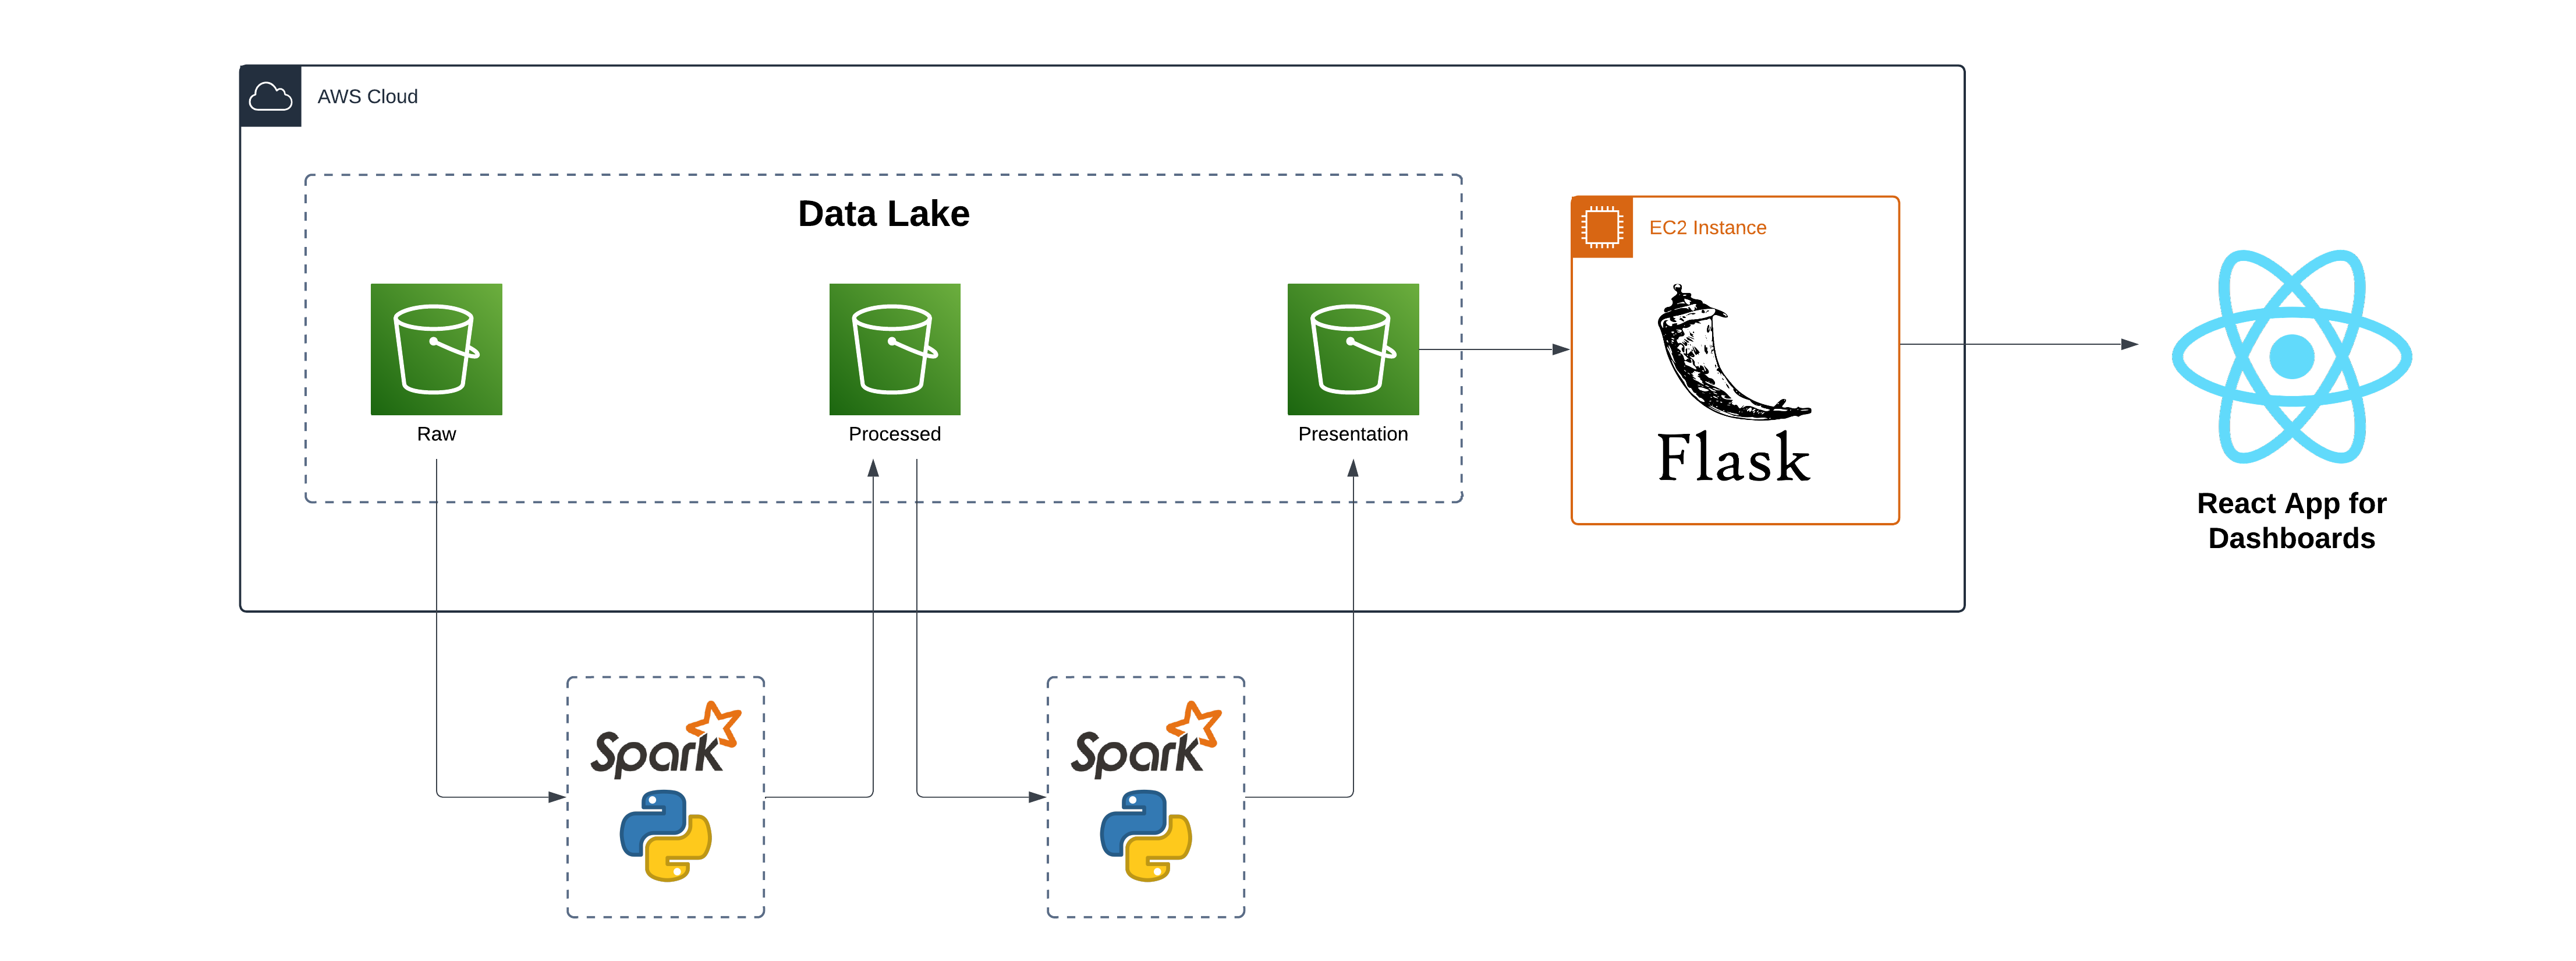 AWS Cloud
Data Lake
EC2 Instance
Raw
Processed
Presentation
Flask
React App for
Dashboards
Spark
Spark